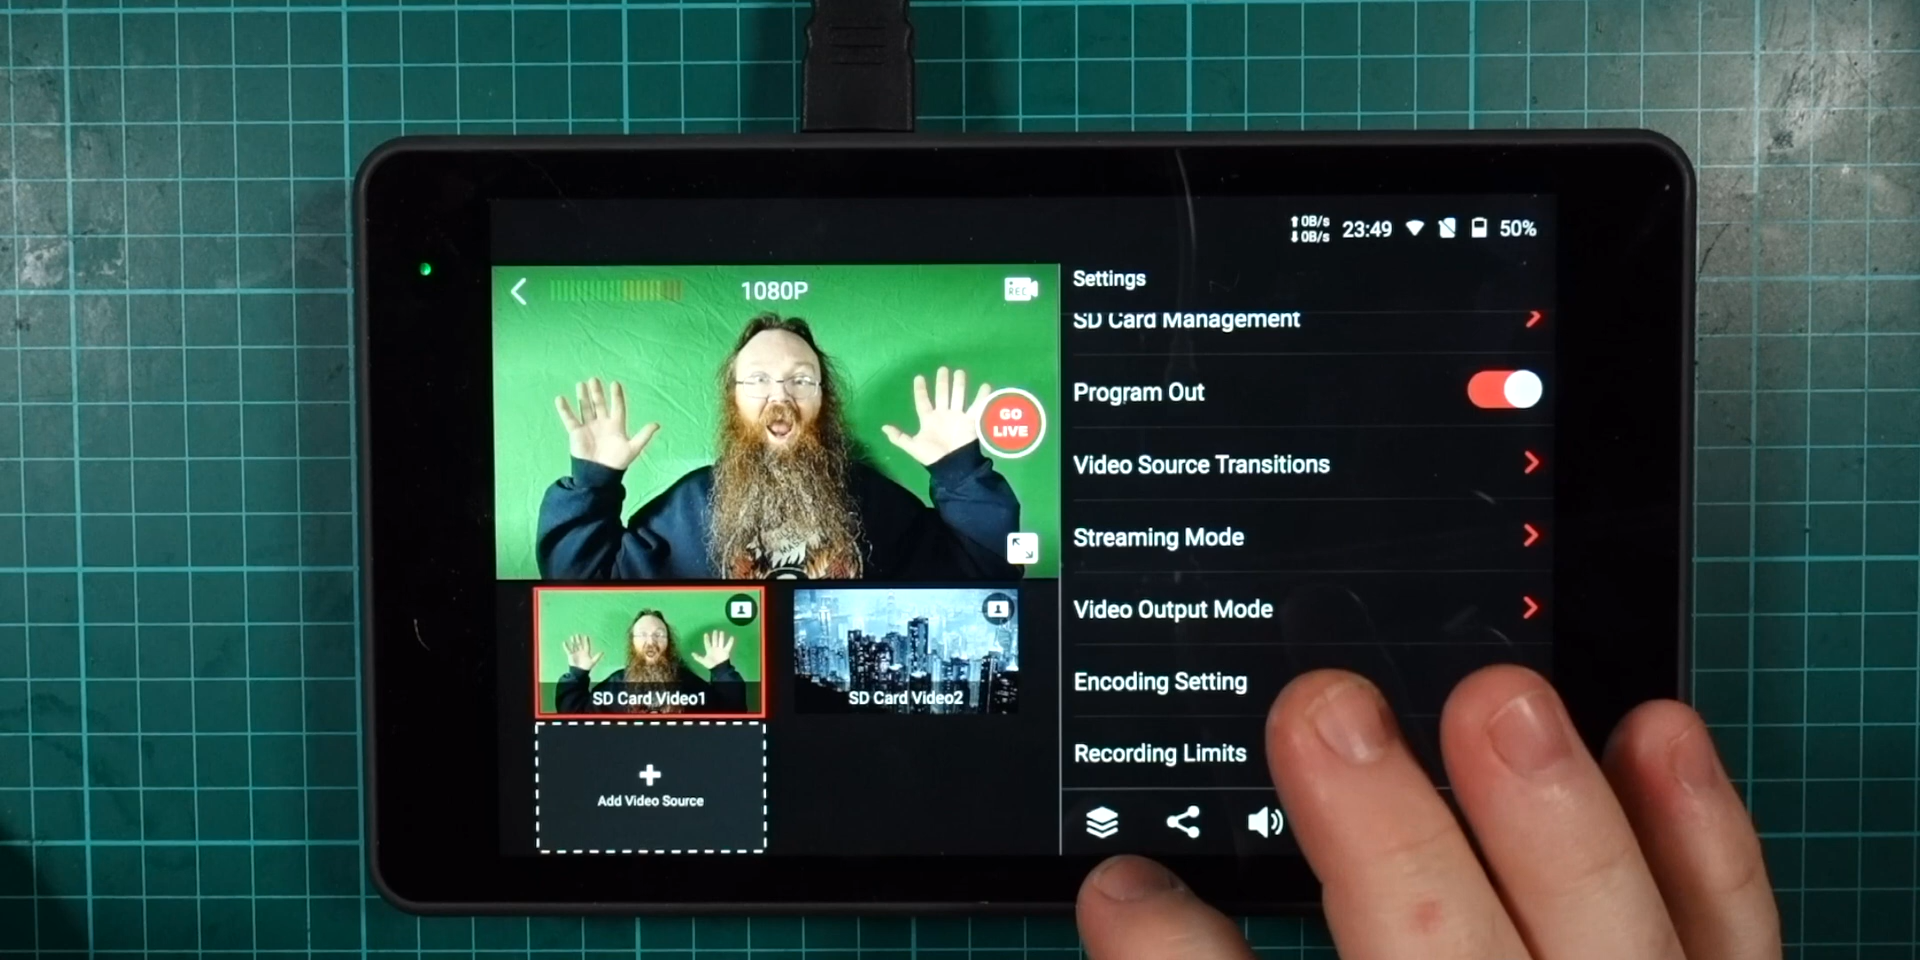 ↑0B/s
↓0B/s
23:49
50%
1080P
REC
GO
LIVE
SD Card Video1
SD Card Video2
Add Video Source
Settings
SD Card Management
Program Out
Video Source Transitions
Streaming Mode
Video Output Mode
Encoding Setting
Recording Limits